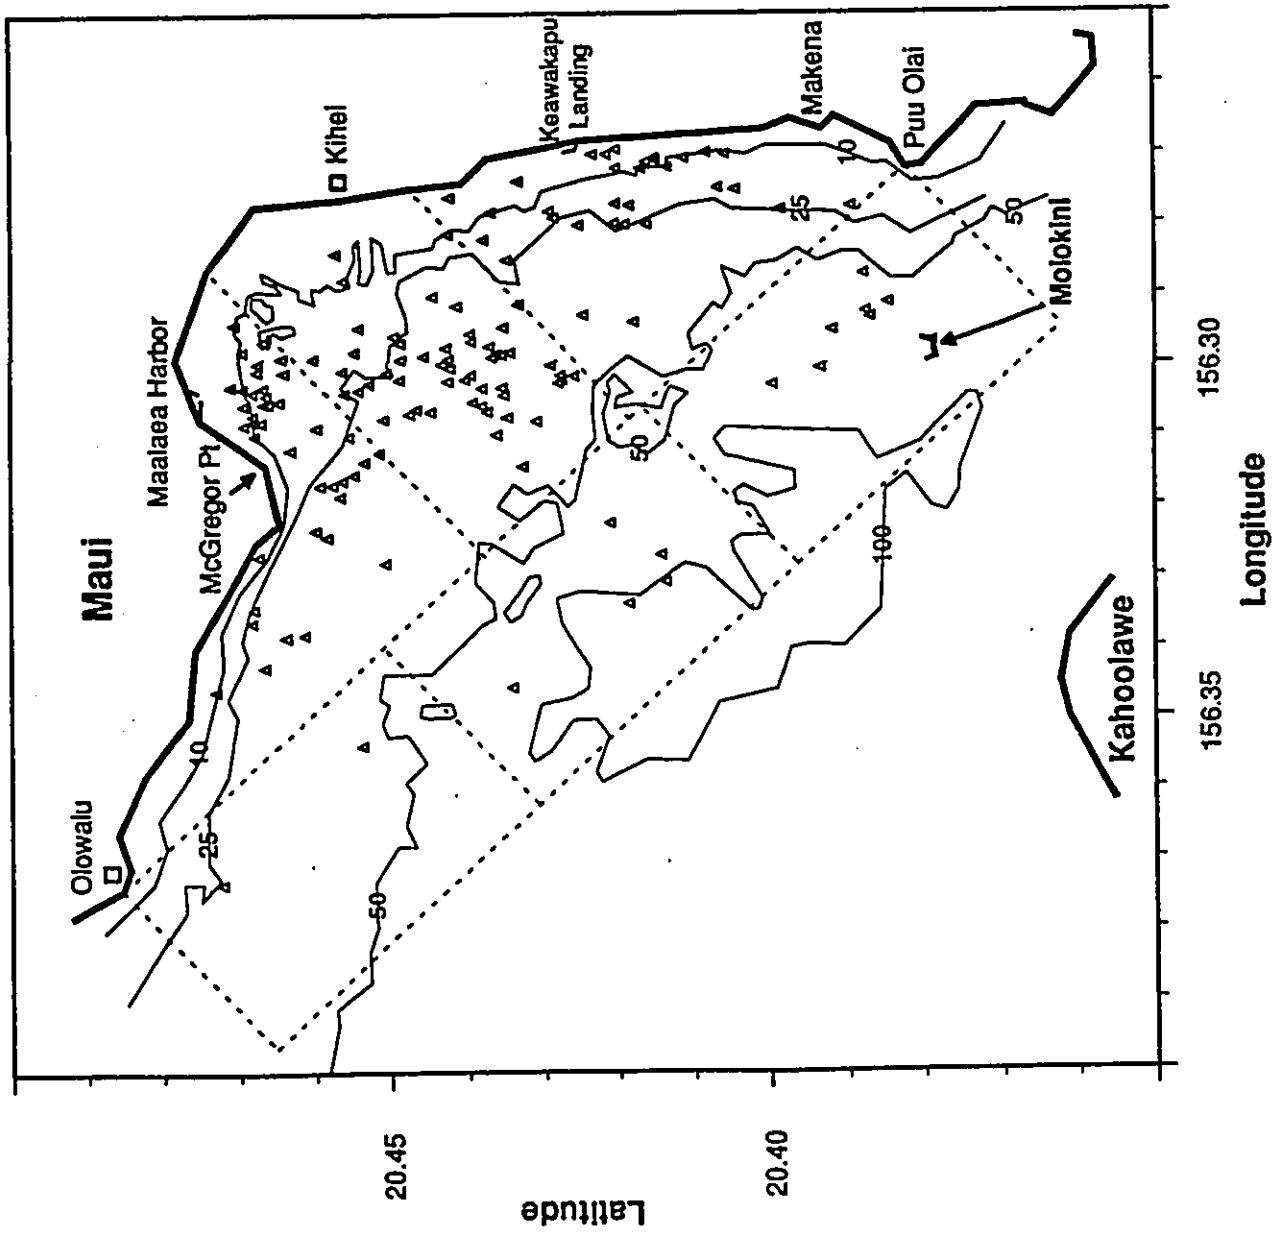 Maui
Olowalu
McGregor Pt
Maalaea Harbor
Kihei
Keawakapu
Landing
Makena
Puu Olai
Molokini
Kahoolawe
10
25
50
10
25
50
50
100
20.45
20.40
Latitude
156.35
156.30
Longitude